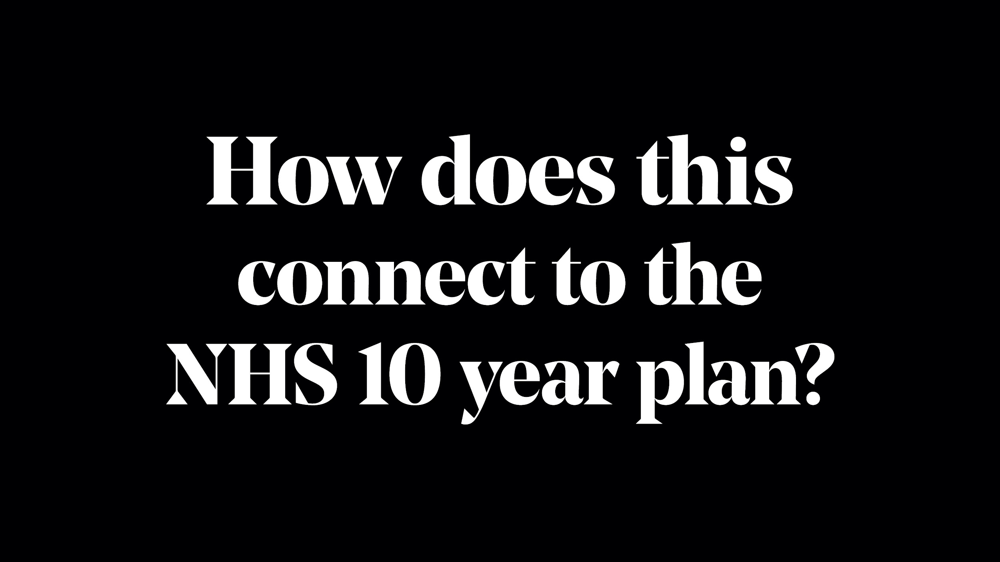 How does this
connect to the
NHS 10 year plan?